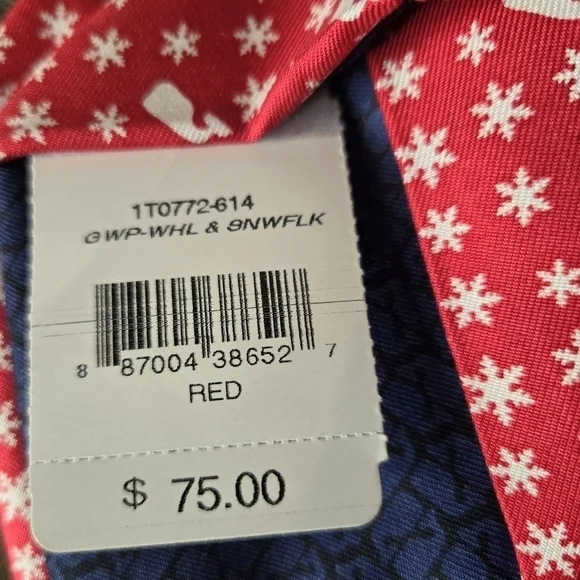 1T0772-614
GWP-WHL & SNWFLK
8 87004 38652 7
RED
$ 75.00